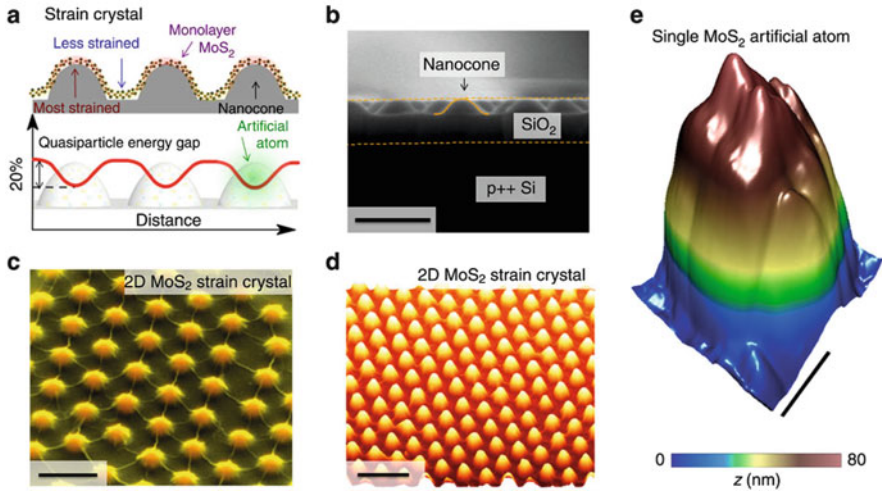 a
Strain crystal
Less strained
Monolayer
MoS₂
Most strained
Nanocone
Quasiparticle energy gap
Artificial
atom
20%
Distance
b
Nanocone
SiO₂
p++ Si
c
2D MoS₂ strain crystal
d
2D MoS₂ strain crystal
e
Single MoS₂ artificial atom
0
80
z (nm)